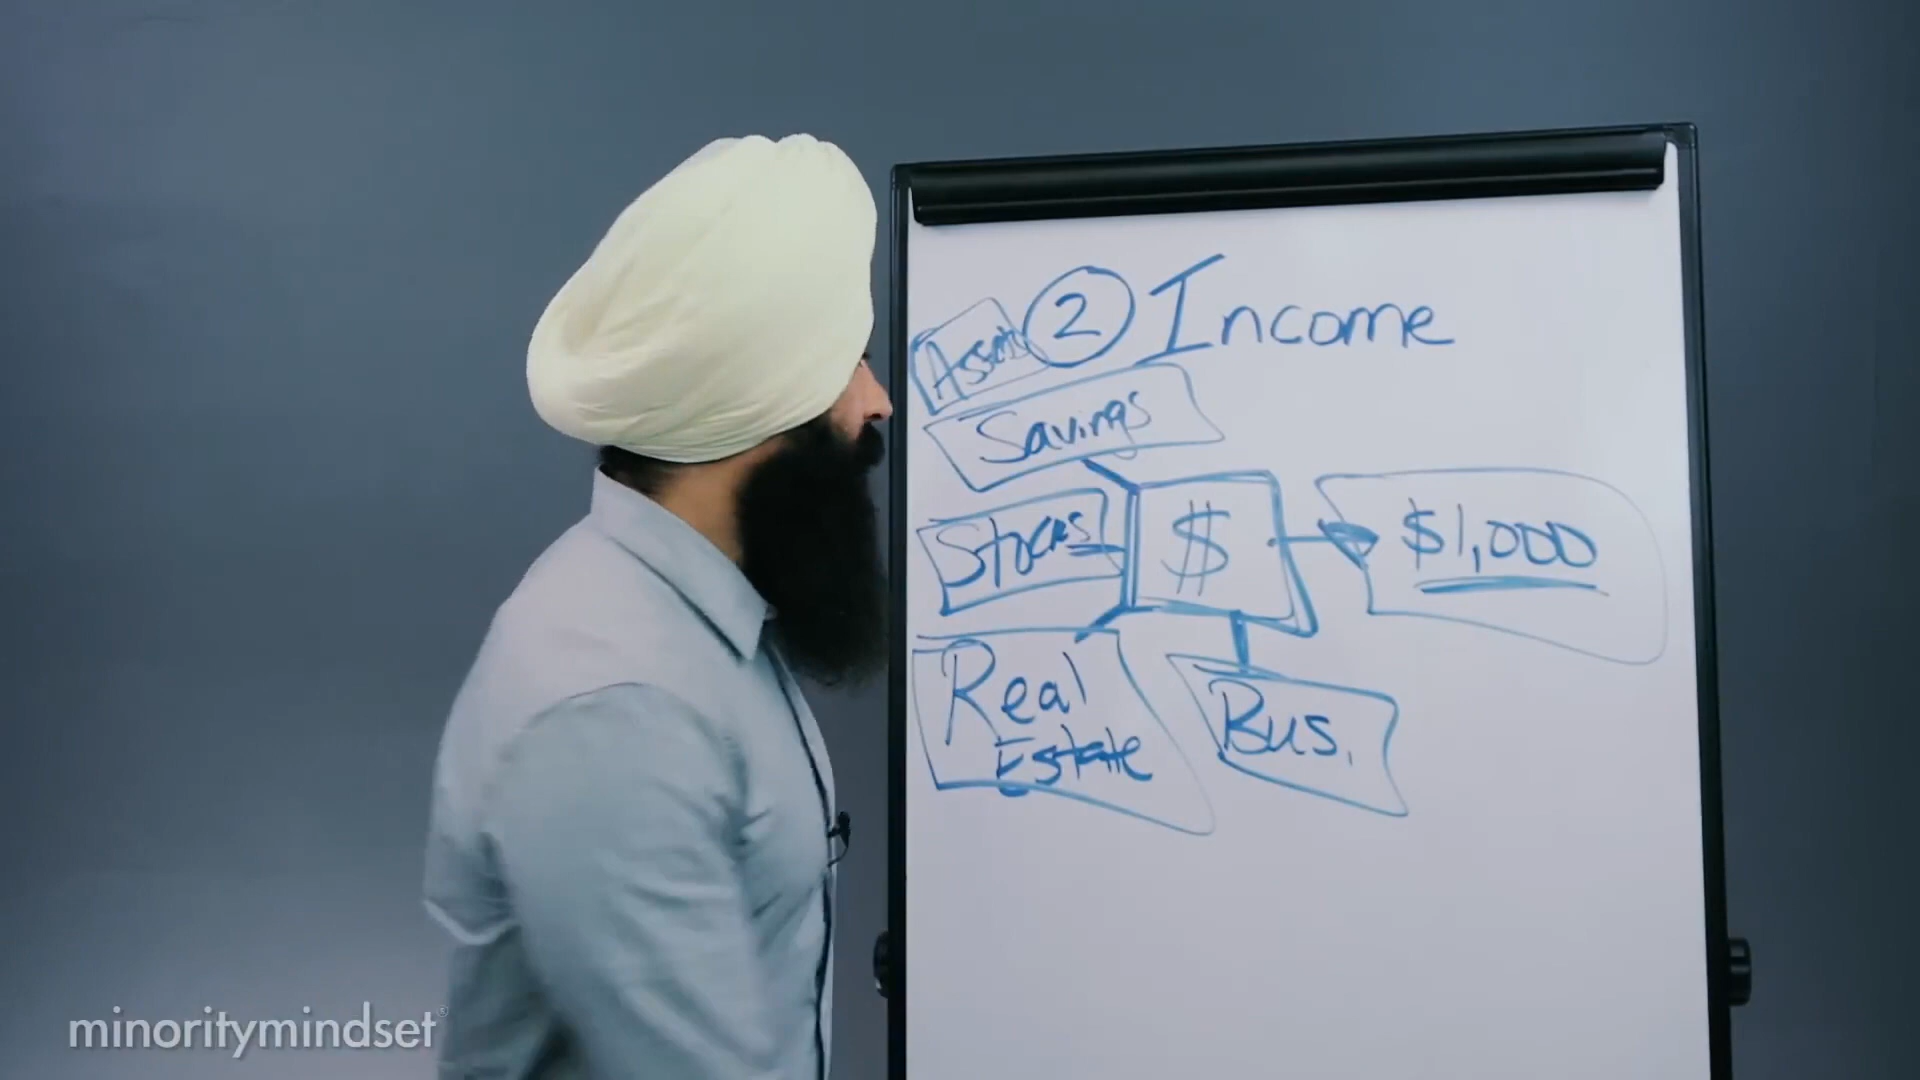 2 Income
Assets
Savings
Stocks
$
$1,000
Real
Estate
Bus.
minoritymindset®